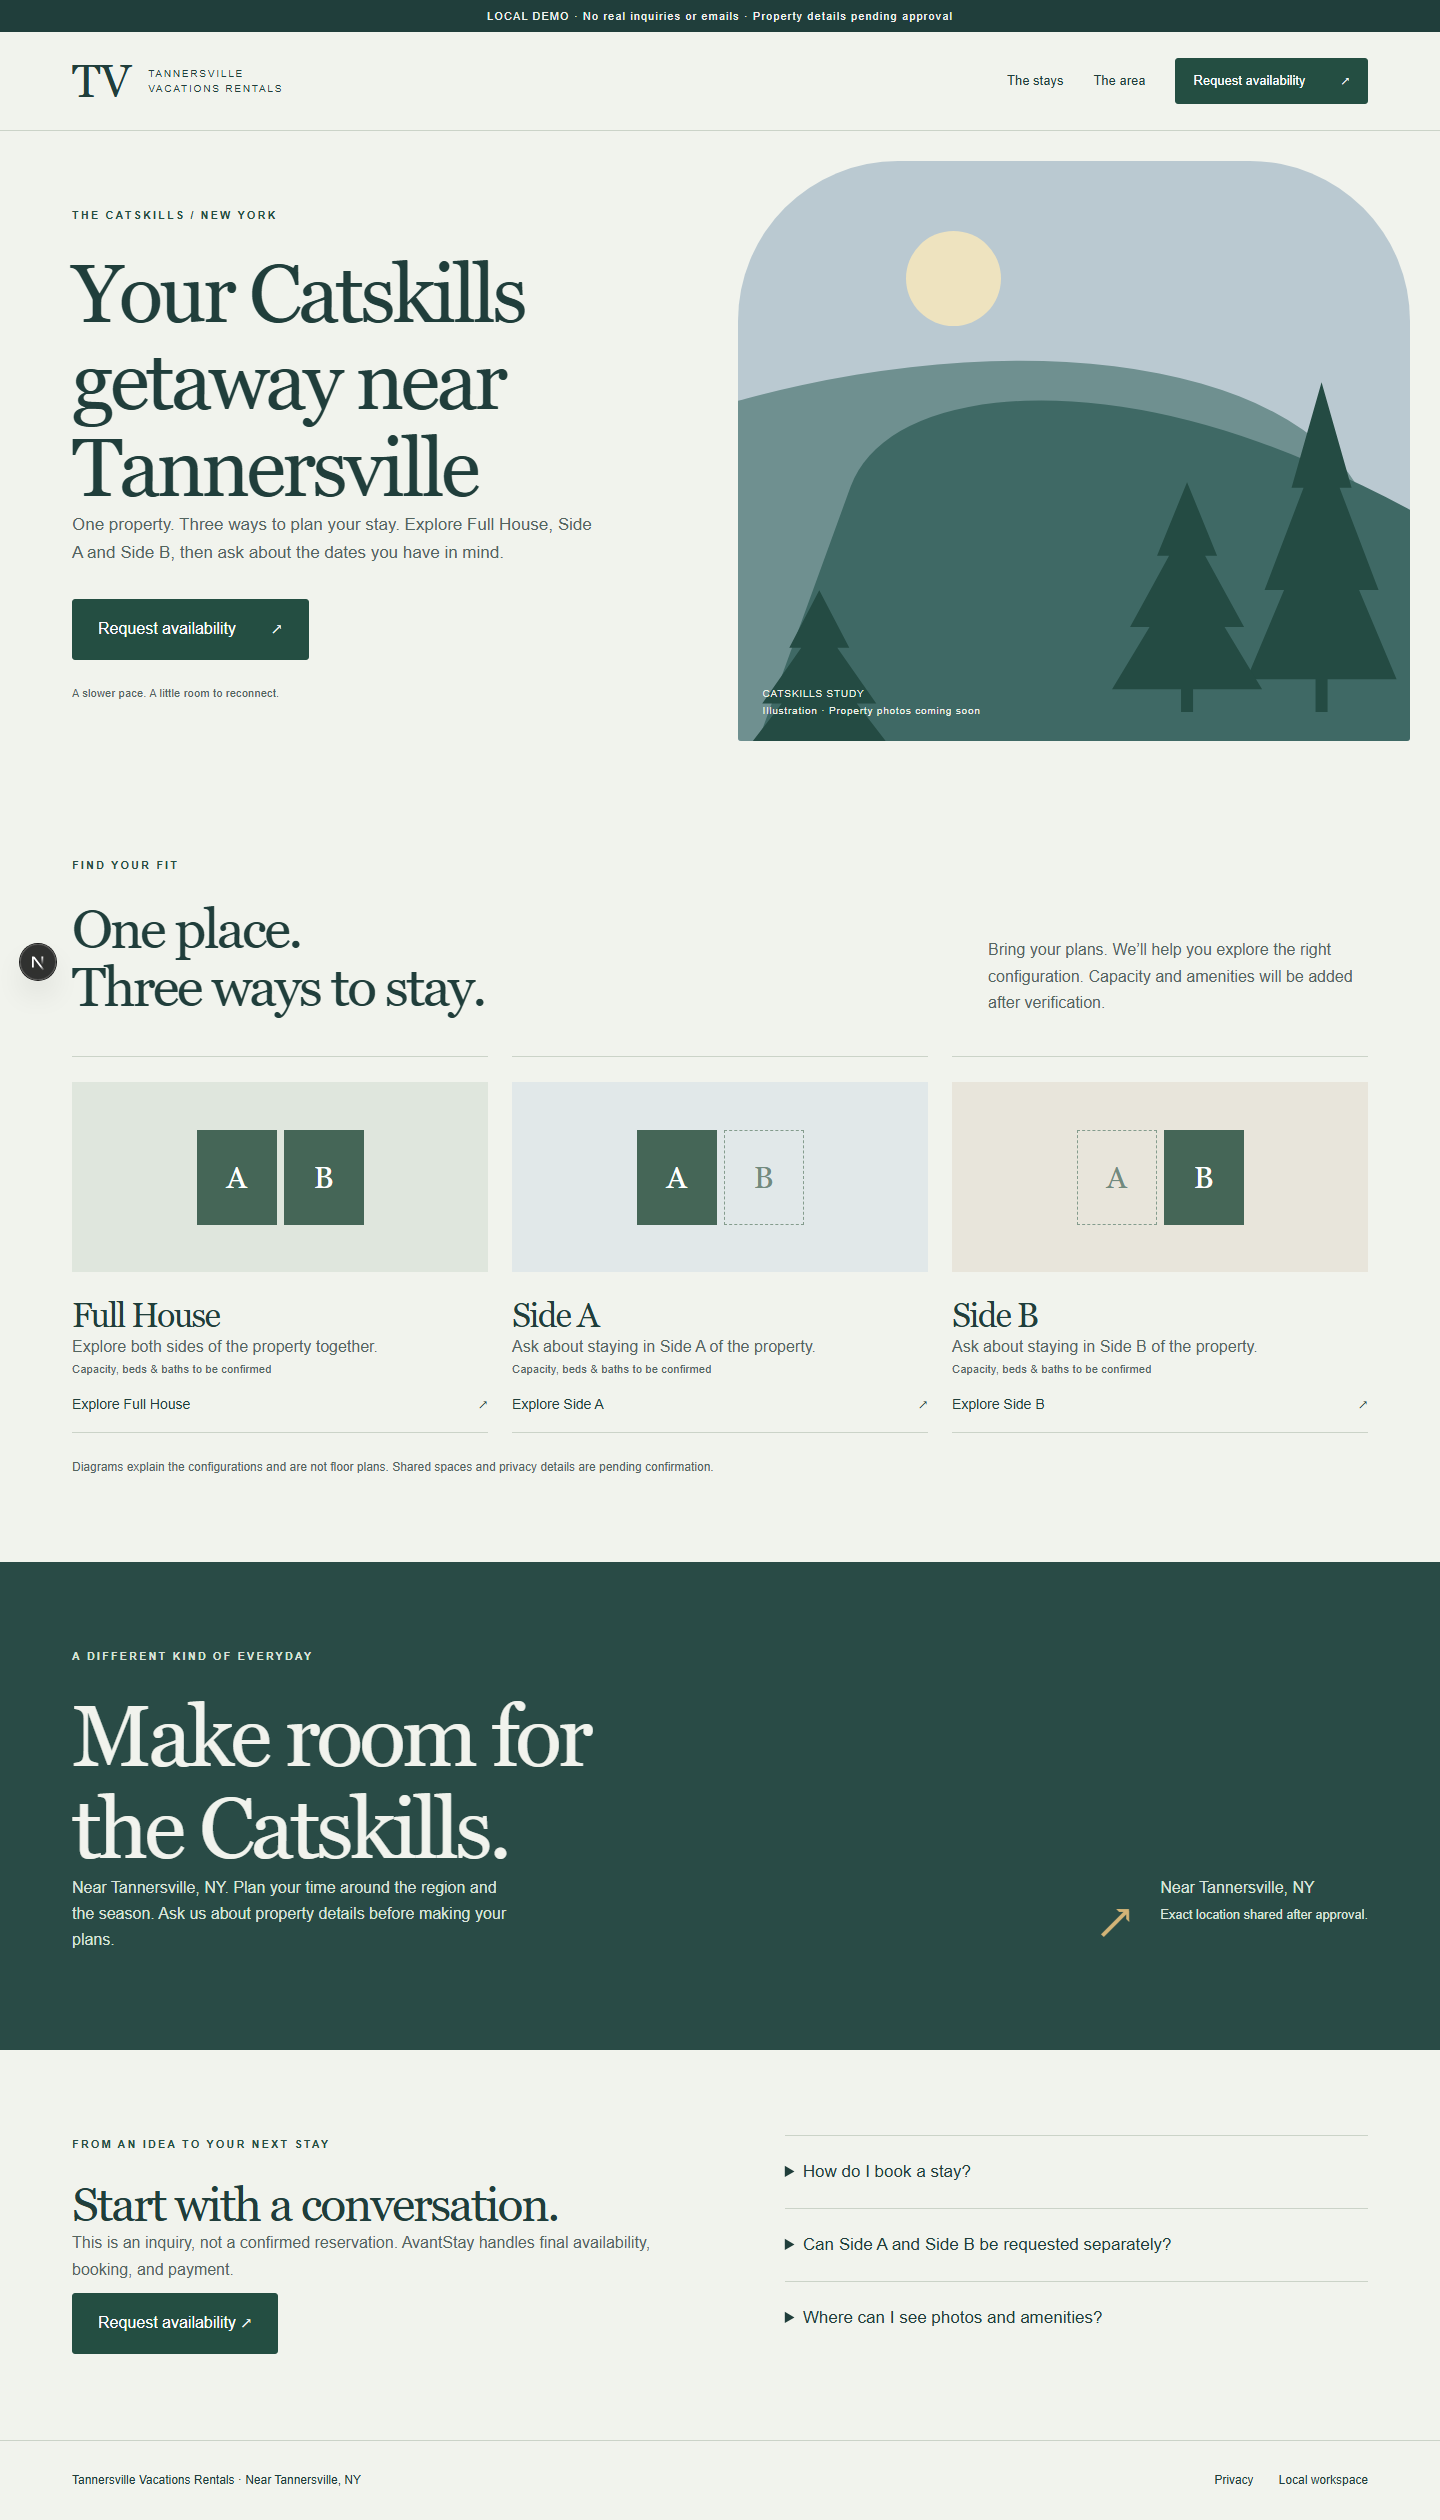 LOCAL DEMO · No real inquiries or emails · Property details pending approval
TV
TANNERSVILLE
VACATIONS RENTALS
The stays
The area
Request availability ↗
THE CATSKILLS / NEW YORK
Your Catskills
getaway near
Tannersville
One property. Three ways to plan your stay. Explore Full House, Side
A and Side B, then ask about the dates you have in mind.
Request availability ↗
A slower pace. A little room to reconnect.
CATSKILLS STUDY
Illustration · Property photos coming soon
FIND YOUR FIT
One place.
Three ways to stay.
N
Bring your plans. We’ll help you explore the right
configuration. Capacity and amenities will be added
after verification.
A B
Full House
Explore both sides of the property together.
Capacity, beds & baths to be confirmed
Explore Full House ↗
A B
Side A
Ask about staying in Side A of the property.
Capacity, beds & baths to be confirmed
Explore Side A ↗
A B
Side B
Ask about staying in Side B of the property.
Capacity, beds & baths to be confirmed
Explore Side B ↗
Diagrams explain the configurations and are not floor plans. Shared spaces and privacy details are pending confirmation.
A DIFFERENT KIND OF EVERYDAY
Make room for
the Catskills.
Near Tannersville, NY. Plan your time around the region and
the season. Ask us about property details before making your
plans.
↗
Near Tannersville, NY
Exact location shared after approval.
FROM AN IDEA TO YOUR NEXT STAY
Start with a conversation.
This is an inquiry, not a confirmed reservation. AvantStay handles final availability,
booking, and payment.
Request availability ↗
How do I book a stay?
Can Side A and Side B be requested separately?
Where can I see photos and amenities?
Tannersville Vacations Rentals · Near Tannersville, NY
Privacy
Local workspace